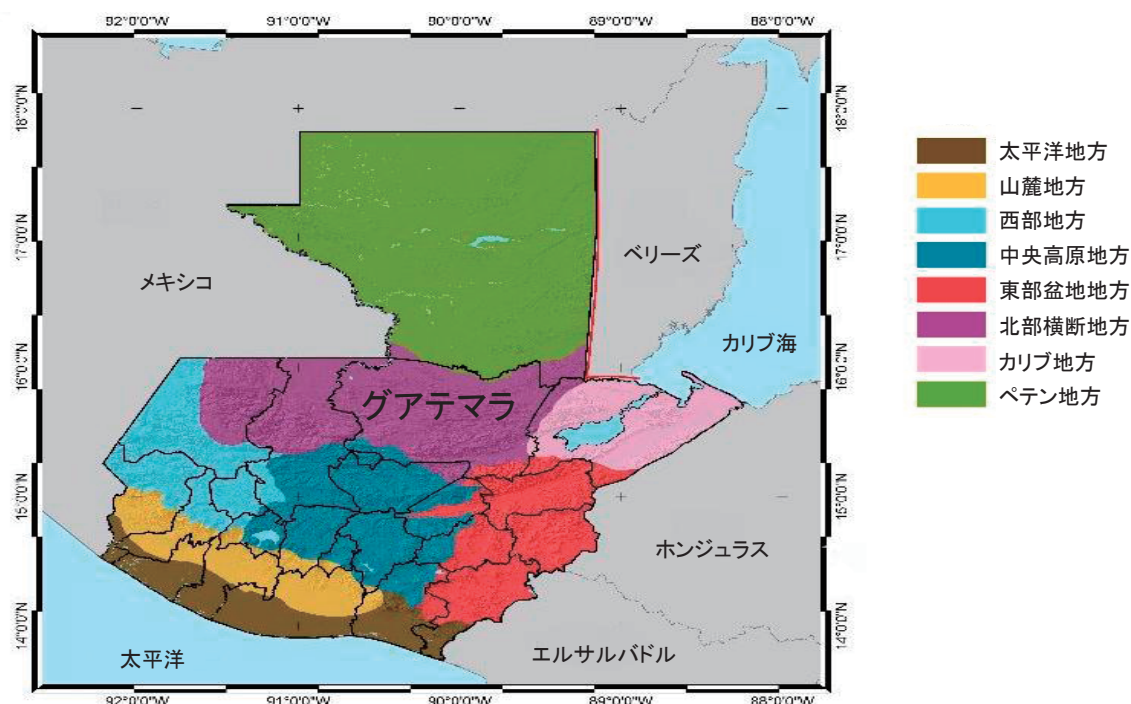 92°0'0"W 91°0'0"W 90°0'0"W 89°0'0"W 88°0'0"W
18°0'0"N 18°0'0"N
17°0'0"N 17°0'0"N
16°0'0"N 16°0'0"N
15°0'0"N 15°0'0"N
14°0'0"N 14°0'0"N
メキシコ
ベリーズ
カリブ海
グアテマラ
ホンジュラス
エルサルバドル
太平洋
92°0'0"W 91°0'0"W 90°0'0"W 89°0'0"W 88°0'0"W
太平洋地方
山麓地方
西部地方
中央高原地方
東部盆地地方
北部横断地方
カリブ地方
ペテン地方